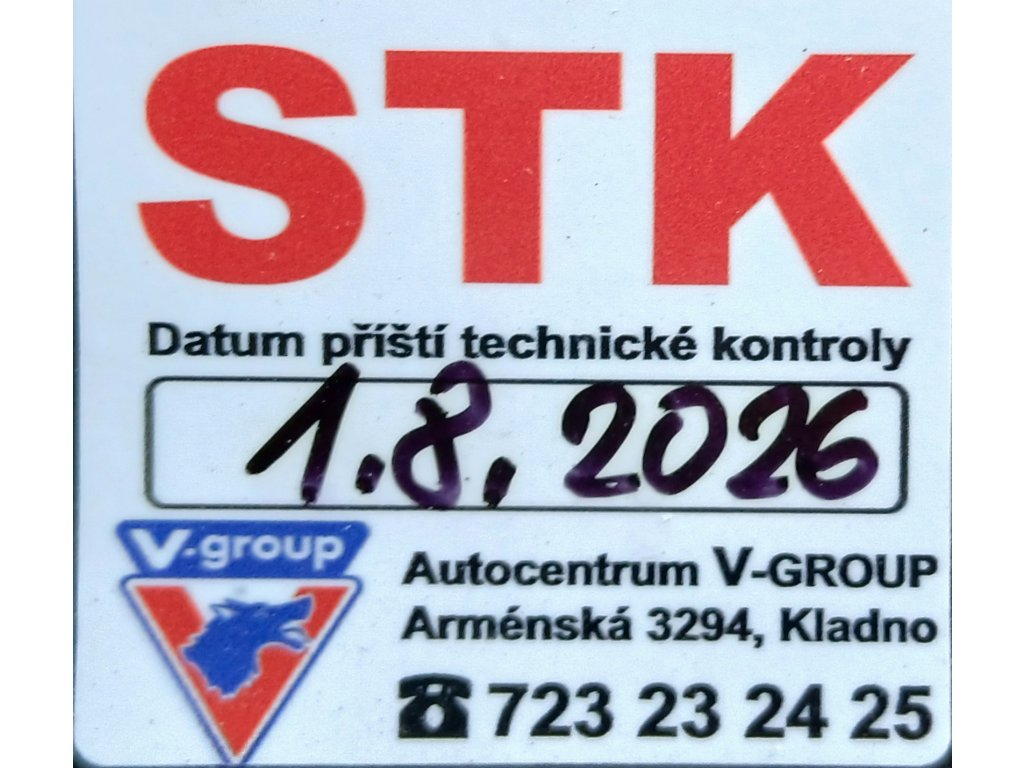 STK
Datum příští technické kontroly
1.8.2026
V-group
Autocentrum V-GROUP
Arménská 3294, Kladno
☎ 723 23 24 25